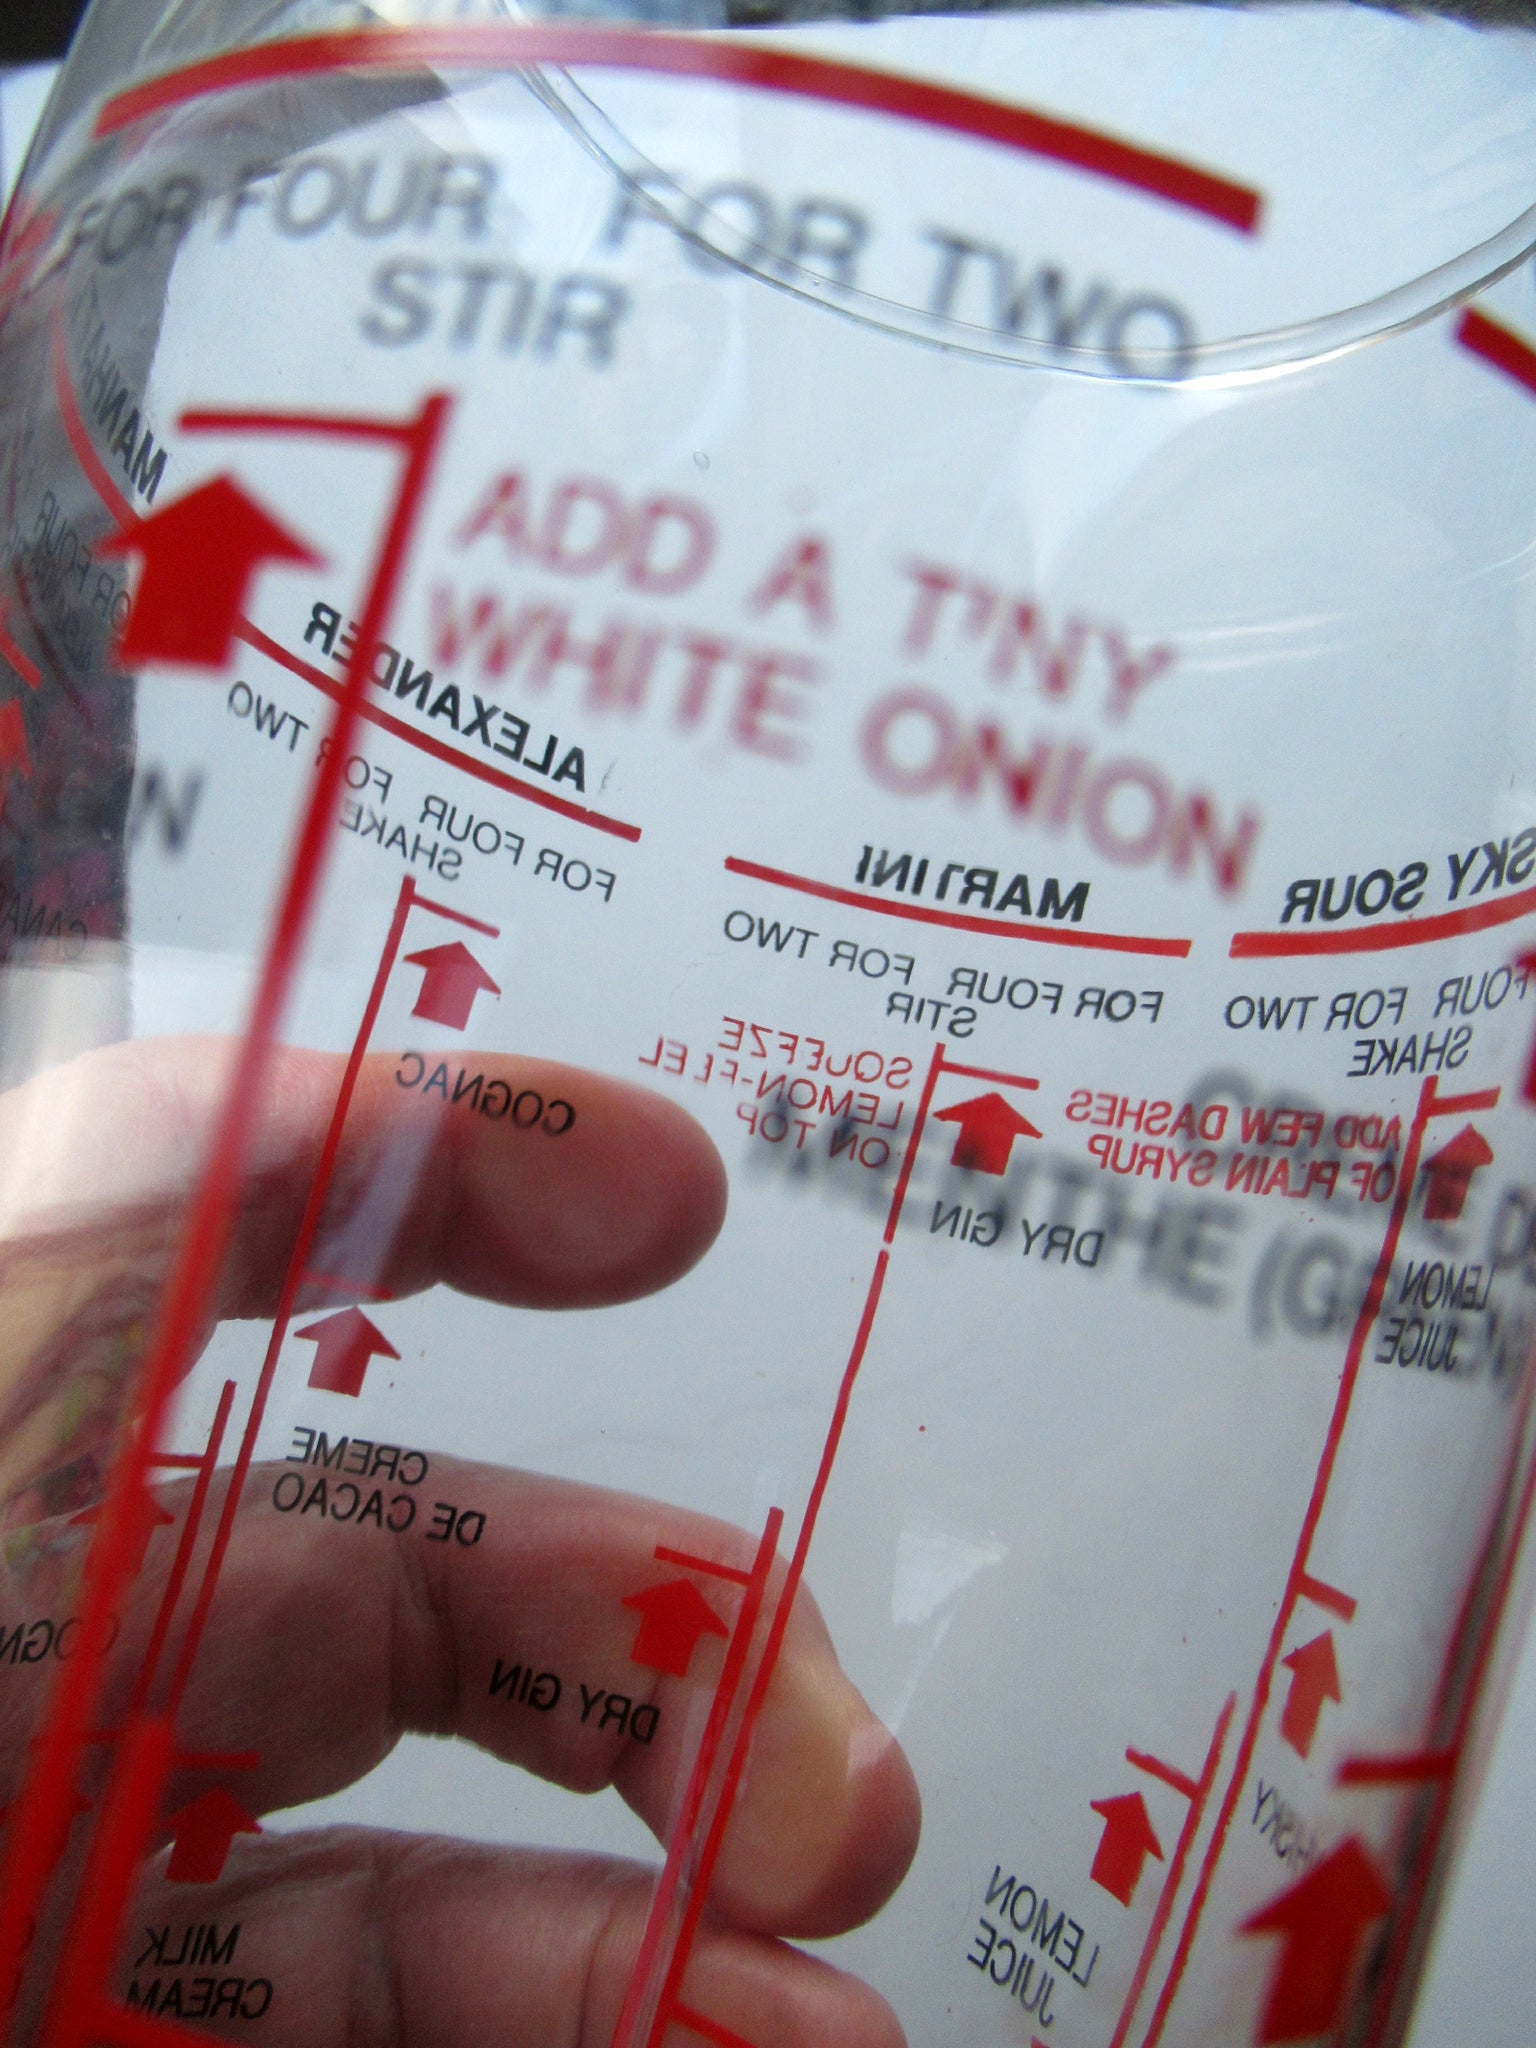 FOR FOUR FOR TWO
STIR
ADD A TINY
WHITE ONION
MENTHE
ALEXANDER
FOR FOUR FOR TWO
SHAKE
COGNAC
CREME
DE CACAO
MILK
CREAM
MARTINI
FOR FOUR FOR TWO
STIR
SQUEEZE
LEMON-PEEL
ON TOP
DRY GIN
DRY GIN
SKY SOUR
FOUR FOR TWO
SHAKE
ADD FEW DASHES
OF PLAIN SYRUP
LEMON
JUICE
LEMON
JUICE